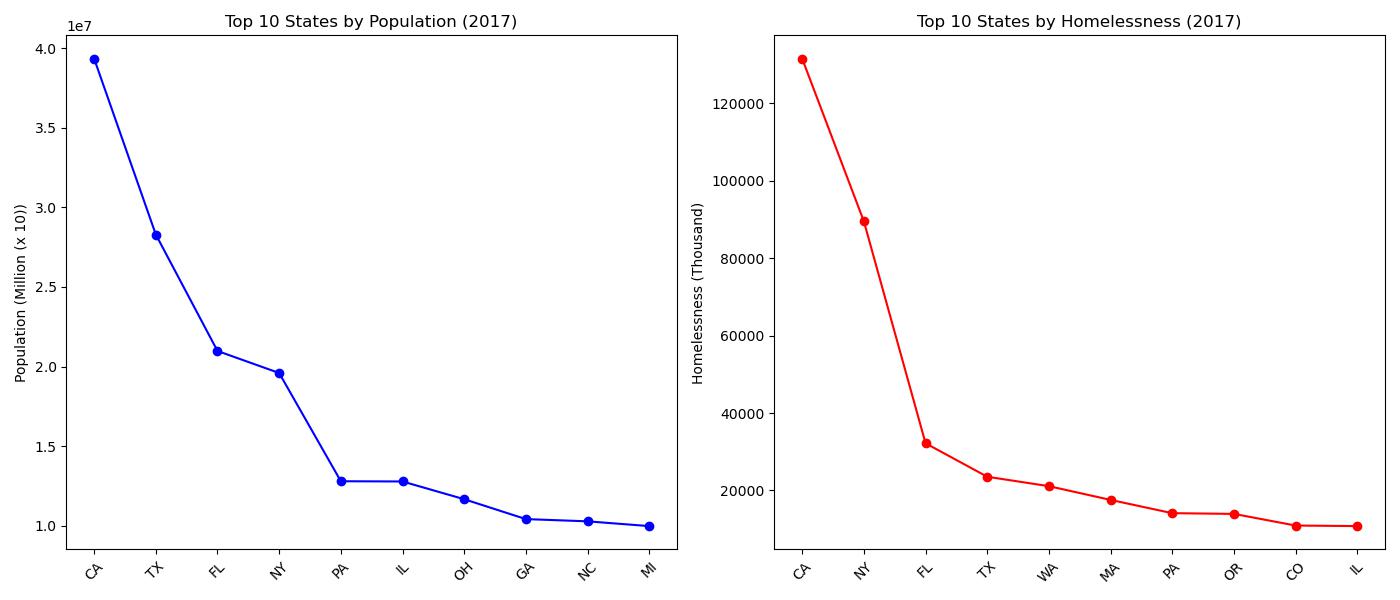 Top 10 States by Population (2017)
1e7
4.0
3.5
3.0
2.5
2.0
1.5
1.0
Population (Million (x 10))
CA TX FL NY PA IL OH GA NC MI
Top 10 States by Homelessness (2017)
120000
100000
80000
60000
40000
20000
Homelessness (Thousand)
CA NY FL TX WA MA PA OR CO IL